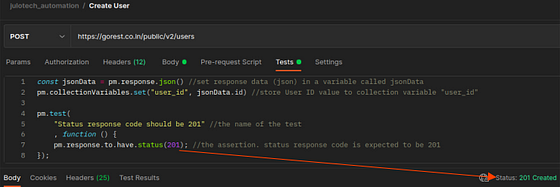 julotech_automation / Create User
POST https://gorest.co.in/public/v2/users
Params Authorization Headers (12) Body Pre-request Script Tests Settings
1 const jsonData = pm.response.json() //set response data (json) in a variable called jsonData
2 pm.collectionVariables.set("user_id", jsonData.id) //store User ID value to collection variable "user_id"
3
4 pm.test(
5 "Status response code should be 201" //the name of the test
6 , function () {
7 pm.response.to.have.status(201); //the assertion. status response code is expected to be 201
8 });
Body Cookies Headers (25) Test Results Status: 201 Created